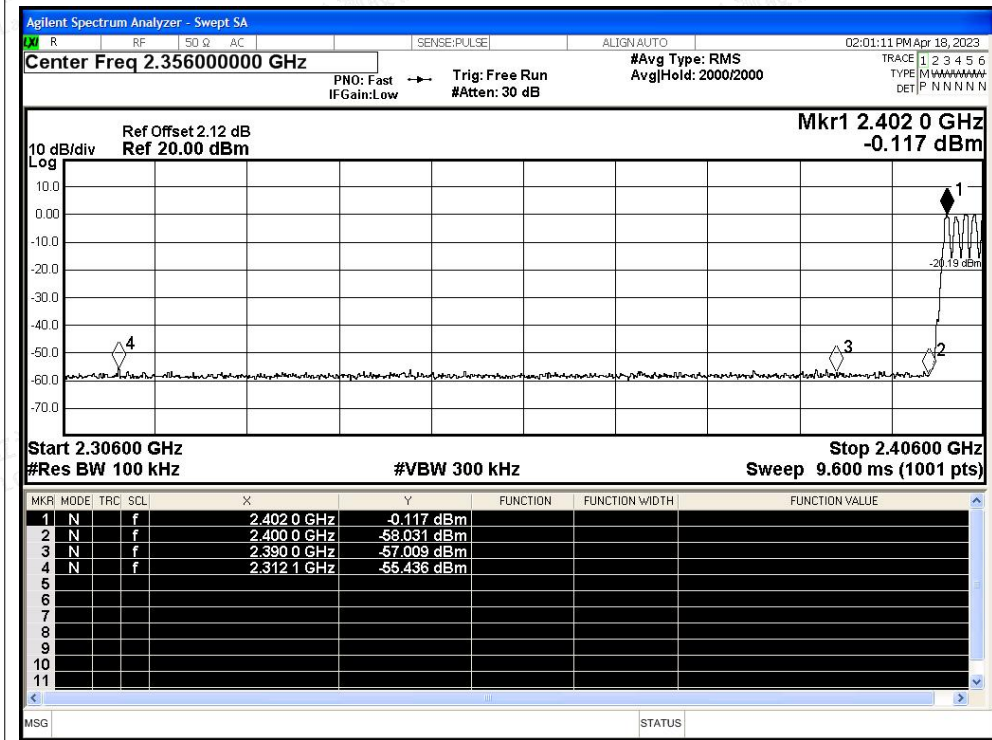 Agilent Spectrum Analyzer - Swept SA
LXI R RF 50 Ω AC SENSE:PULSE ALIGN AUTO 02:01:11 PM Apr 18, 2023
Center Freq 2.356000000 GHz
PNO: Fast
IFGain:Low
Trig: Free Run
#Atten: 30 dB
#Avg Type: RMS
Avg|Hold: 2000/2000
TRACE 1 2 3 4 5 6
TYPE M
DET P N N N N N
Mkr1 2.402 0 GHz
-0.117 dBm
Ref Offset 2.12 dB
10 dB/div Ref 20.00 dBm
Log
10.0
0.00
-10.0
-20.0
-30.0
-40.0
-50.0
-60.0
-70.0
1
-20.19 dBm
4
3
2
Start 2.30600 GHz Stop 2.40600 GHz
#Res BW 100 kHz #VBW 300 kHz Sweep 9.600 ms (1001 pts)
MKR MODE TRC SCL X Y FUNCTION FUNCTION WIDTH FUNCTION VALUE
1 N f 2.402 0 GHz -0.117 dBm
2 N f 2.400 0 GHz -58.031 dBm
3 N f 2.390 0 GHz -57.009 dBm
4 N f 2.312 1 GHz -55.436 dBm
5
6
7
8
9
10
11
MSG STATUS